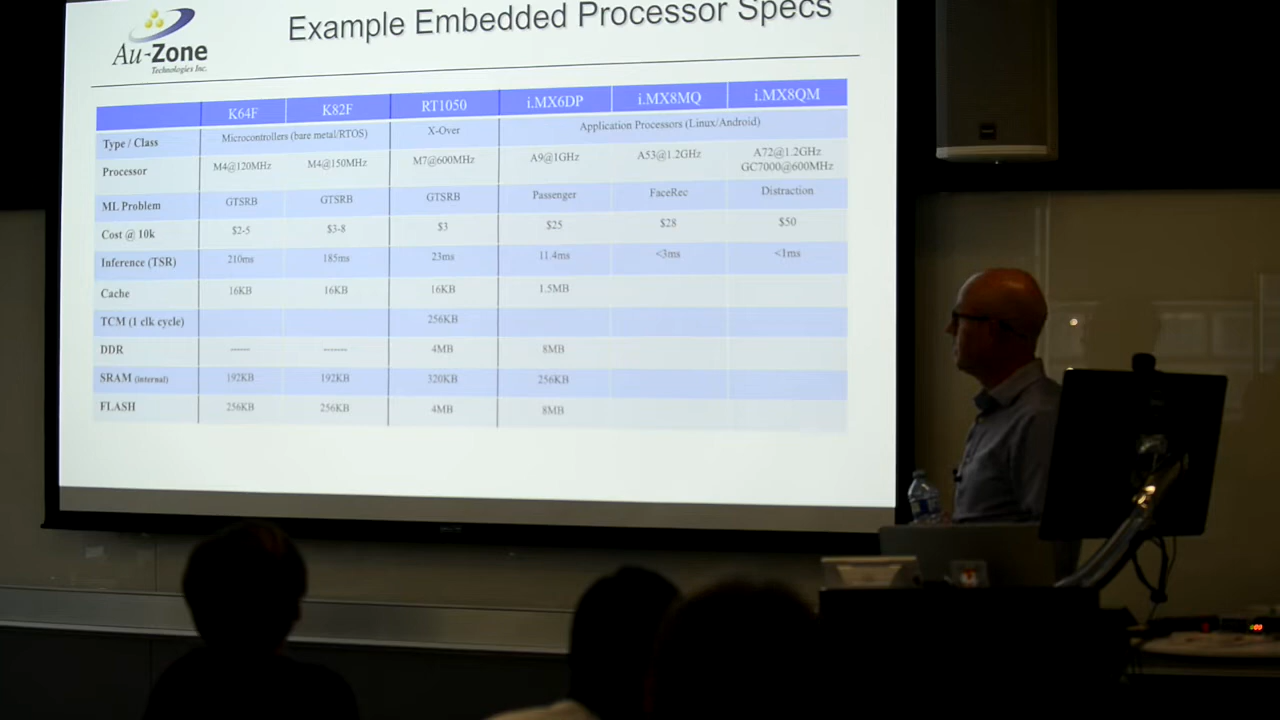 Au-Zone
Technologies Inc.
Example Embedded Processor Specs
K64F K82F RT1050 i.MX6DP i.MX8MQ i.MX8QM
Type / Class Microcontrollers (bare metal/RTOS) X-Over Application Processors (Linux/Android)
Processor M4@120MHz M4@150MHz M7@600MHz A9@1GHz A53@1.2GHz A72@1.2GHz
GC7000@600MHz
ML Problem GTSRB GTSRB GTSRB Passenger FaceRec Distraction
Cost @ 10k $2-5 $3-8 $3 $25 $28 $50
Inference (TSR) 210ms 185ms 23ms 11.4ms <3ms <1ms
Cache 16KB 16KB 16KB 1.5MB
TCM (1 clk cycle) 256KB
DDR ------ ------- 4MB 8MB
SRAM (internal) 192KB 192KB 320KB 256KB
FLASH 256KB 256KB 4MB 8MB